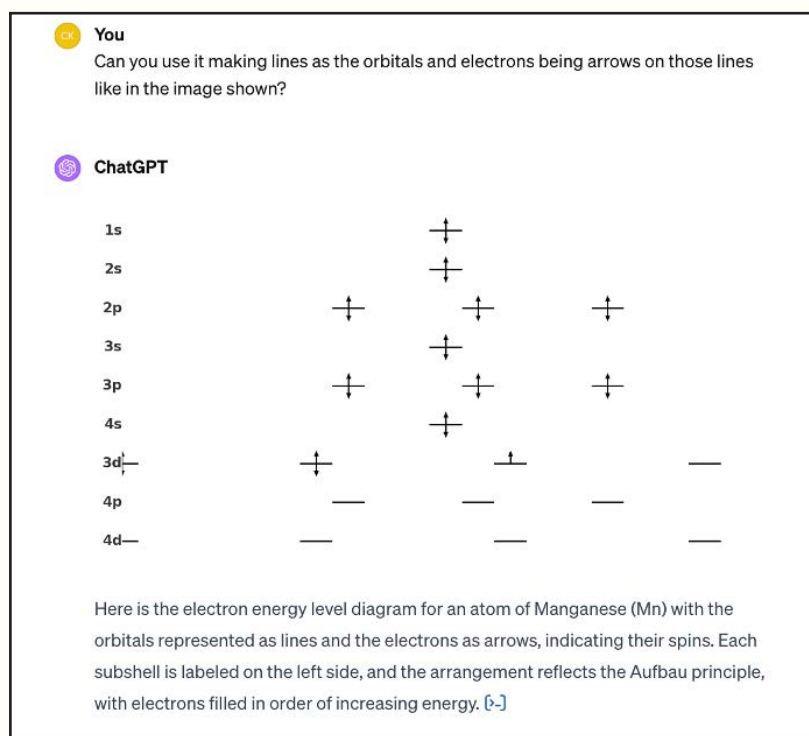 CK You
Can you use it making lines as the orbitals and electrons being arrows on those lines
like in the image shown?
ChatGPT
1s
2s
2p
3s
3p
4s
3d
4p
4d
Here is the electron energy level diagram for an atom of Manganese (Mn) with the
orbitals represented as lines and the electrons as arrows, indicating their spins. Each
subshell is labeled on the left side, and the arrangement reflects the Aufbau principle,
with electrons filled in order of increasing energy. [>-]